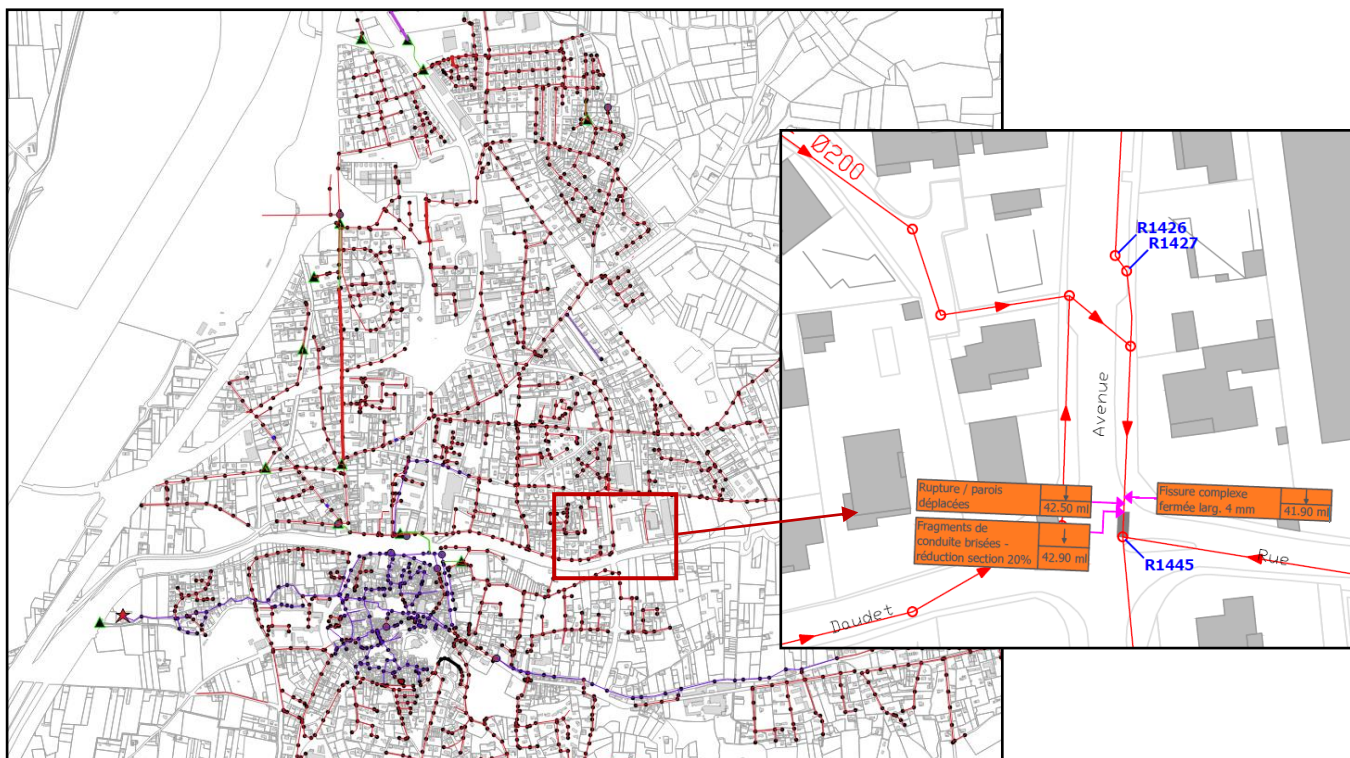 Ø200
R1426
R1427
Avenue
Rupture / parois
déplacées
42.50 ml
Fissure complexe
fermée larg. 4 mm
41.90 ml
Fragments de
conduite brisées -
réduction section 20%
42.90 ml
R1445
Rue
Daudet